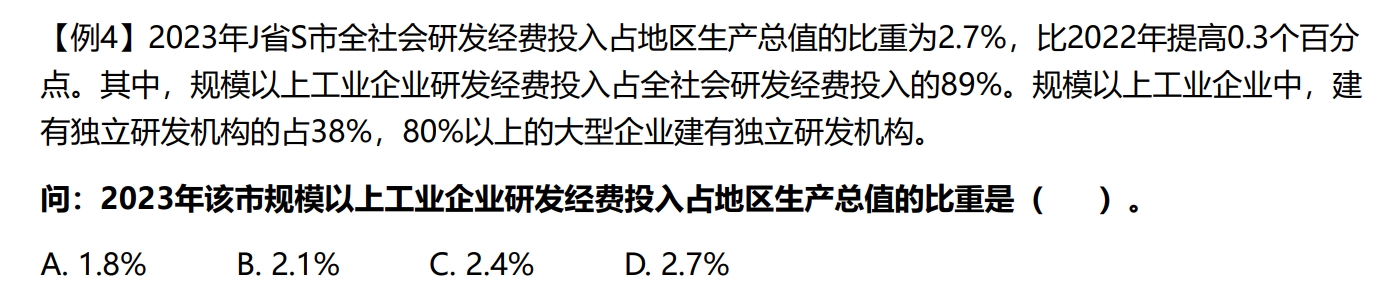 【例4】2023年J省S市全社会研发经费投入占地区生产总值的比重为2.7%，比2022年提高0.3个百分
点。其中，规模以上工业企业研发经费投入占全社会研发经费投入的89%。规模以上工业企业中，建
有独立研发机构的占38%，80%以上的大型企业建有独立研发机构。
问：2023年该市规模以上工业企业研发经费投入占地区生产总值的比重是（　　）。
A. 1.8%　　B. 2.1%　　C. 2.4%　　D. 2.7%